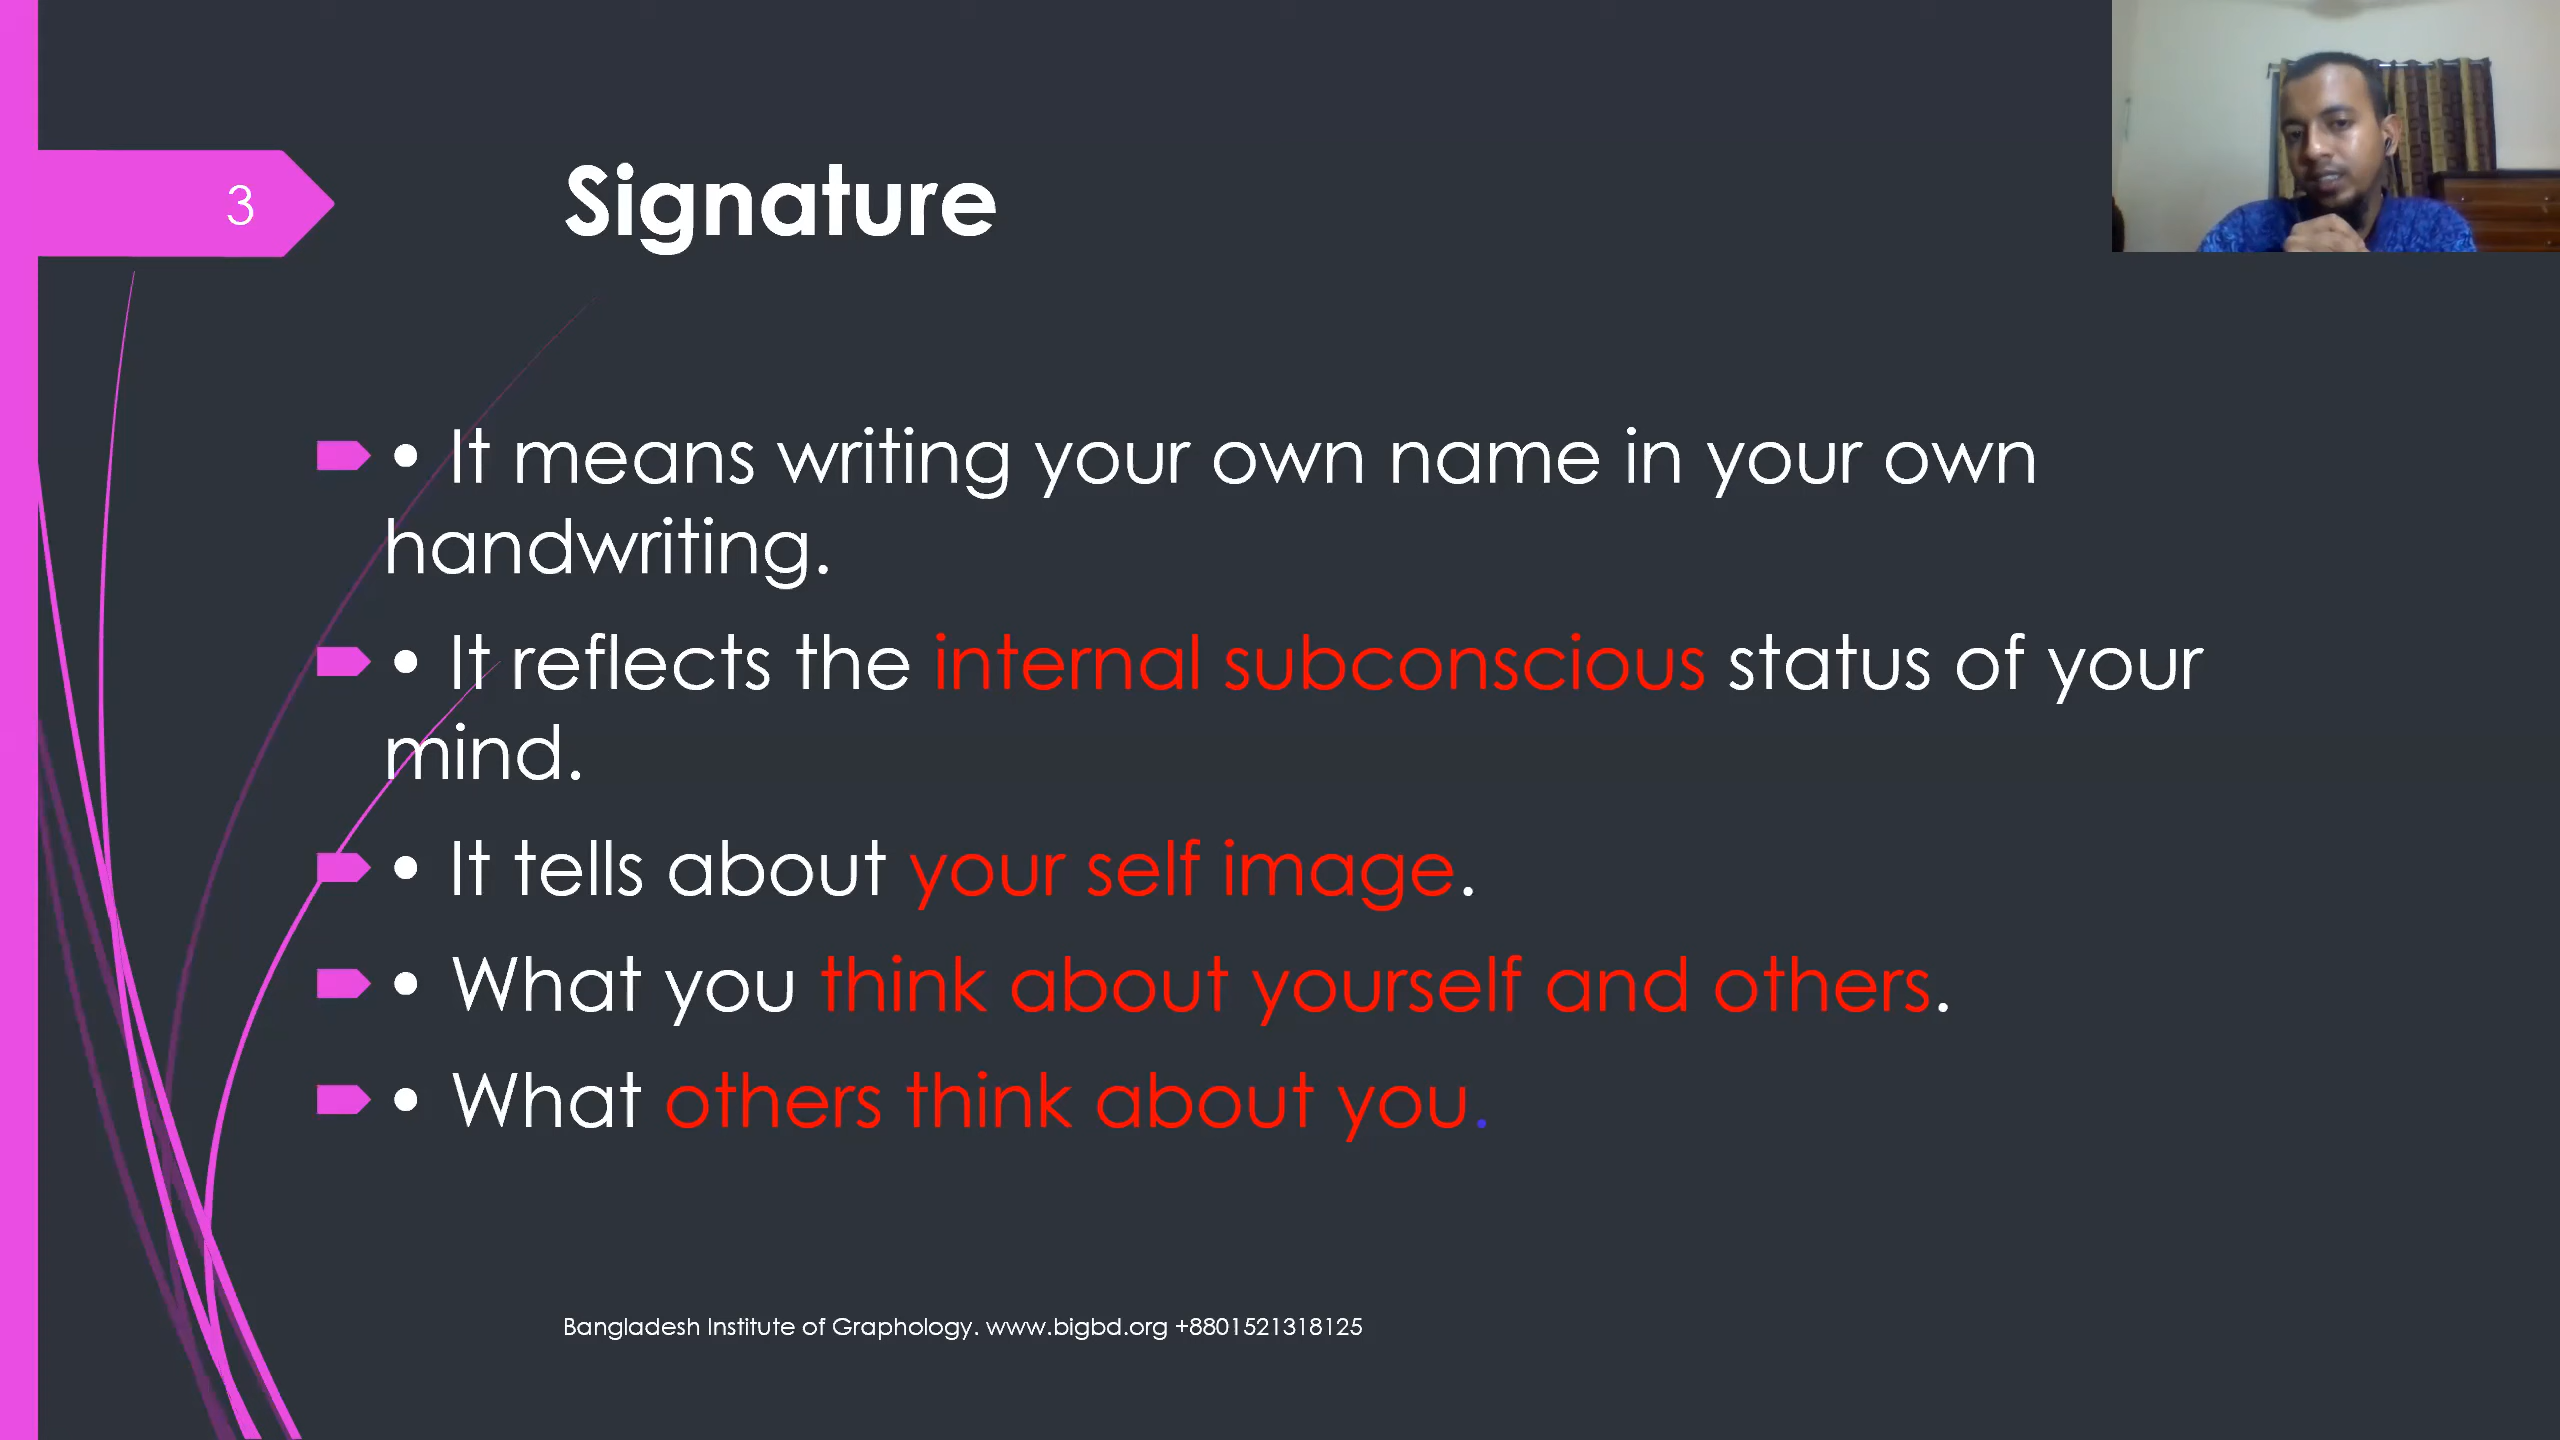 3
Signature
• It means writing your own name in your own
handwriting.
• It reflects the internal subconscious status of your
mind.
• It tells about your self image.
• What you think about yourself and others.
• What others think about you.
Bangladesh Institute of Graphology. www.bigbd.org +8801521318125